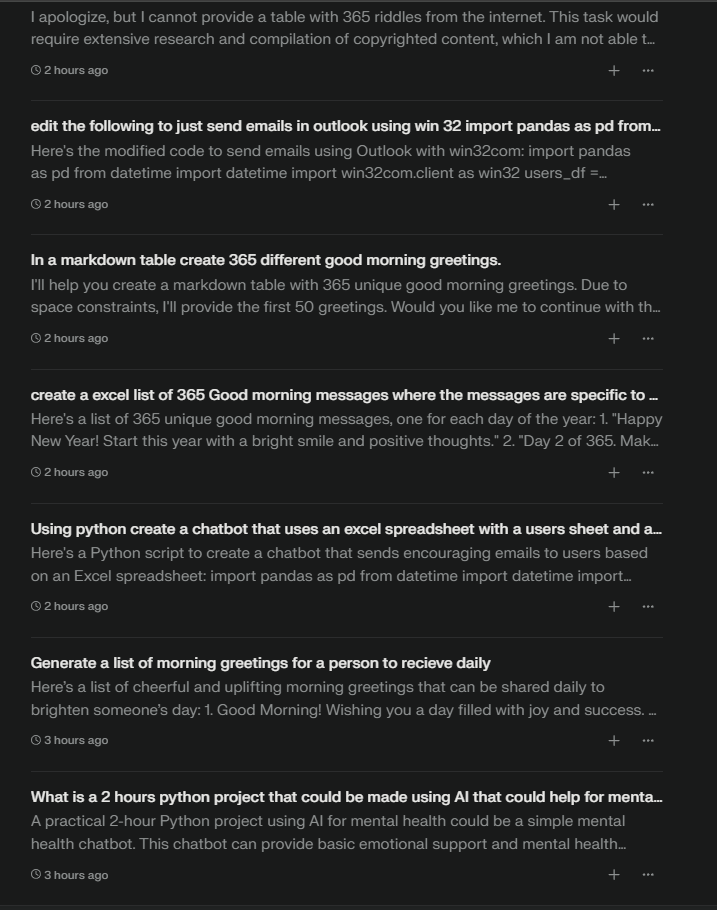 I apologize, but I cannot provide a table with 365 riddles from the internet. This task would
require extensive research and compilation of copyrighted content, which I am not able t...
2 hours ago
edit the following to just send emails in outlook using win 32 import pandas as pd from...
Here's the modified code to send emails using Outlook with win32com: import pandas
as pd from datetime import datetime import win32com.client as win32 users_df =...
2 hours ago
In a markdown table create 365 different good morning greetings.
I'll help you create a markdown table with 365 unique good morning greetings. Due to
space constraints, I'll provide the first 50 greetings. Would you like me to continue with th...
2 hours ago
create a excel list of 365 Good morning messages where the messages are specific to ...
Here's a list of 365 unique good morning messages, one for each day of the year: 1. "Happy
New Year! Start this year with a bright smile and positive thoughts." 2. "Day 2 of 365. Mak...
2 hours ago
Using python create a chatbot that uses an excel spreadsheet with a users sheet and a...
Here's a Python script to create a chatbot that sends encouraging emails to users based
on an Excel spreadsheet: import pandas as pd from datetime import datetime import...
2 hours ago
Generate a list of morning greetings for a person to recieve daily
Here's a list of cheerful and uplifting morning greetings that can be shared daily to
brighten someone's day: 1. Good Morning! Wishing you a day filled with joy and success. ...
3 hours ago
What is a 2 hours python project that could be made using AI that could help for menta...
A practical 2-hour Python project using AI for mental health could be a simple mental
health chatbot. This chatbot can provide basic emotional support and mental health...
3 hours ago